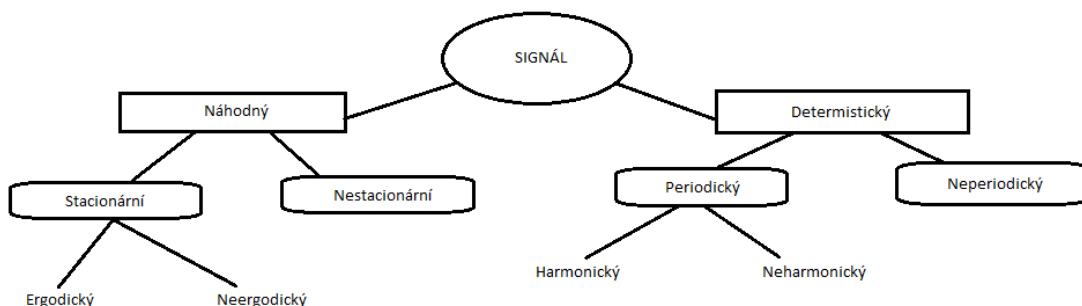 SIGNÁL
Náhodný
Determistický
Stacionární
Nestacionární
Periodický
Neperiodický
Ergodický
Neergodický
Harmonický
Neharmonický